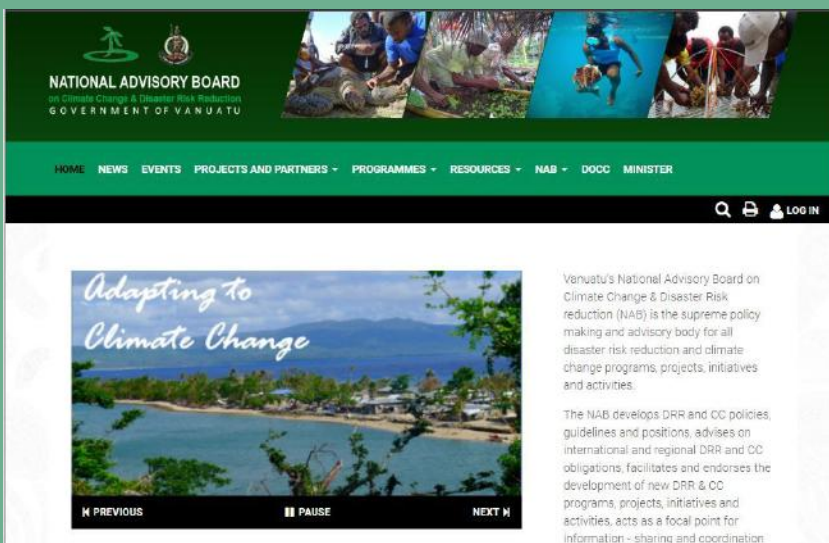 NATIONAL ADVISORY BOARD
on Climate Change & Disaster Risk Reduction
GOVERNMENT OF VANUATU
HOME NEWS EVENTS PROJECTS AND PARTNERS PROGRAMMES RESOURCES NAB DOCC MINISTER
LOG IN
Adapting to
Climate Change
PREVIOUS PAUSE NEXT
Vanuatu's National Advisory Board on
Climate Change & Disaster Risk
reduction (NAB) is the supreme policy
making and advisory body for all
disaster risk reduction and climate
change programs, projects, initiatives
and activities.
The NAB develops DRR and CC policies,
guidelines and positions, advises on
international and regional DRR and CC
obligations, facilitates and endorses the
development of new DRR & CC
programs, projects, initiatives and
activities, acts as a focal point for
information - sharing and coordination